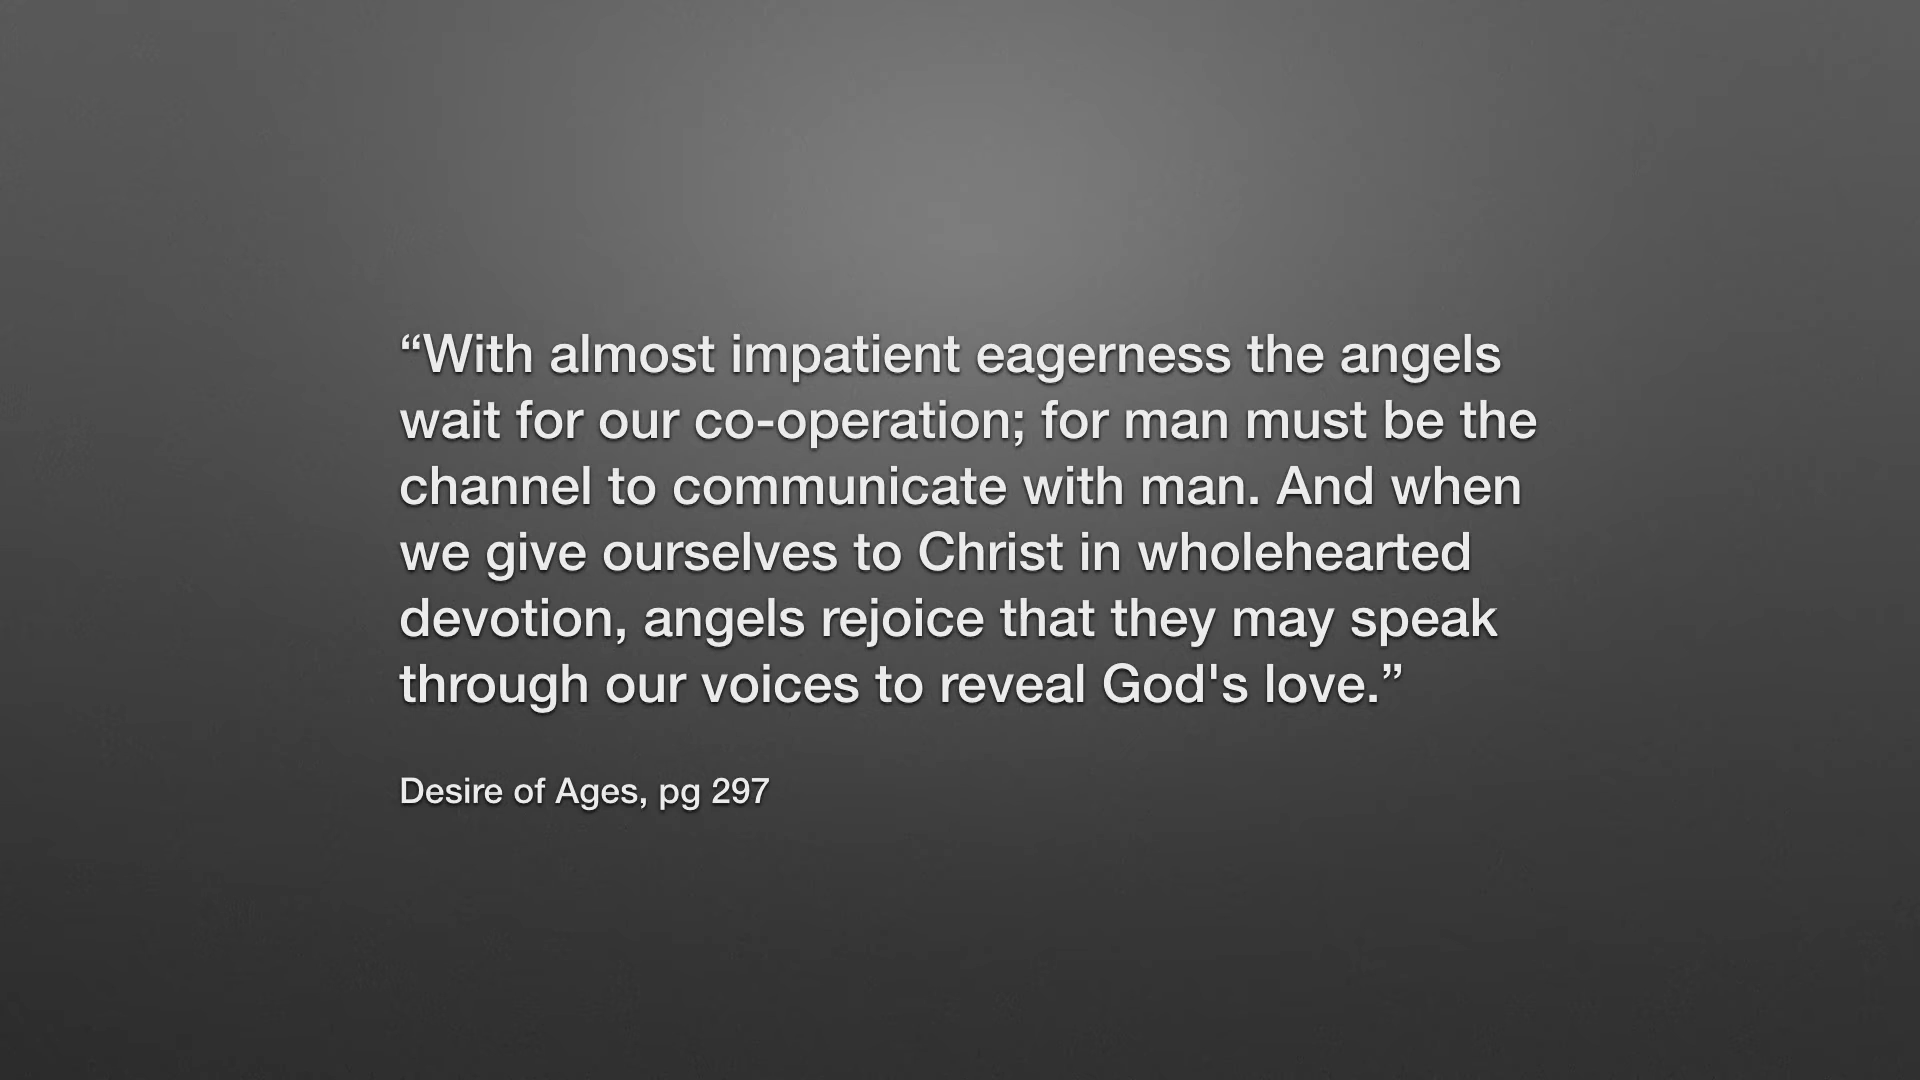 “With almost impatient eagerness the angels
wait for our co-operation; for man must be the
channel to communicate with man. And when
we give ourselves to Christ in wholehearted
devotion, angels rejoice that they may speak
through our voices to reveal God's love.”
Desire of Ages, pg 297